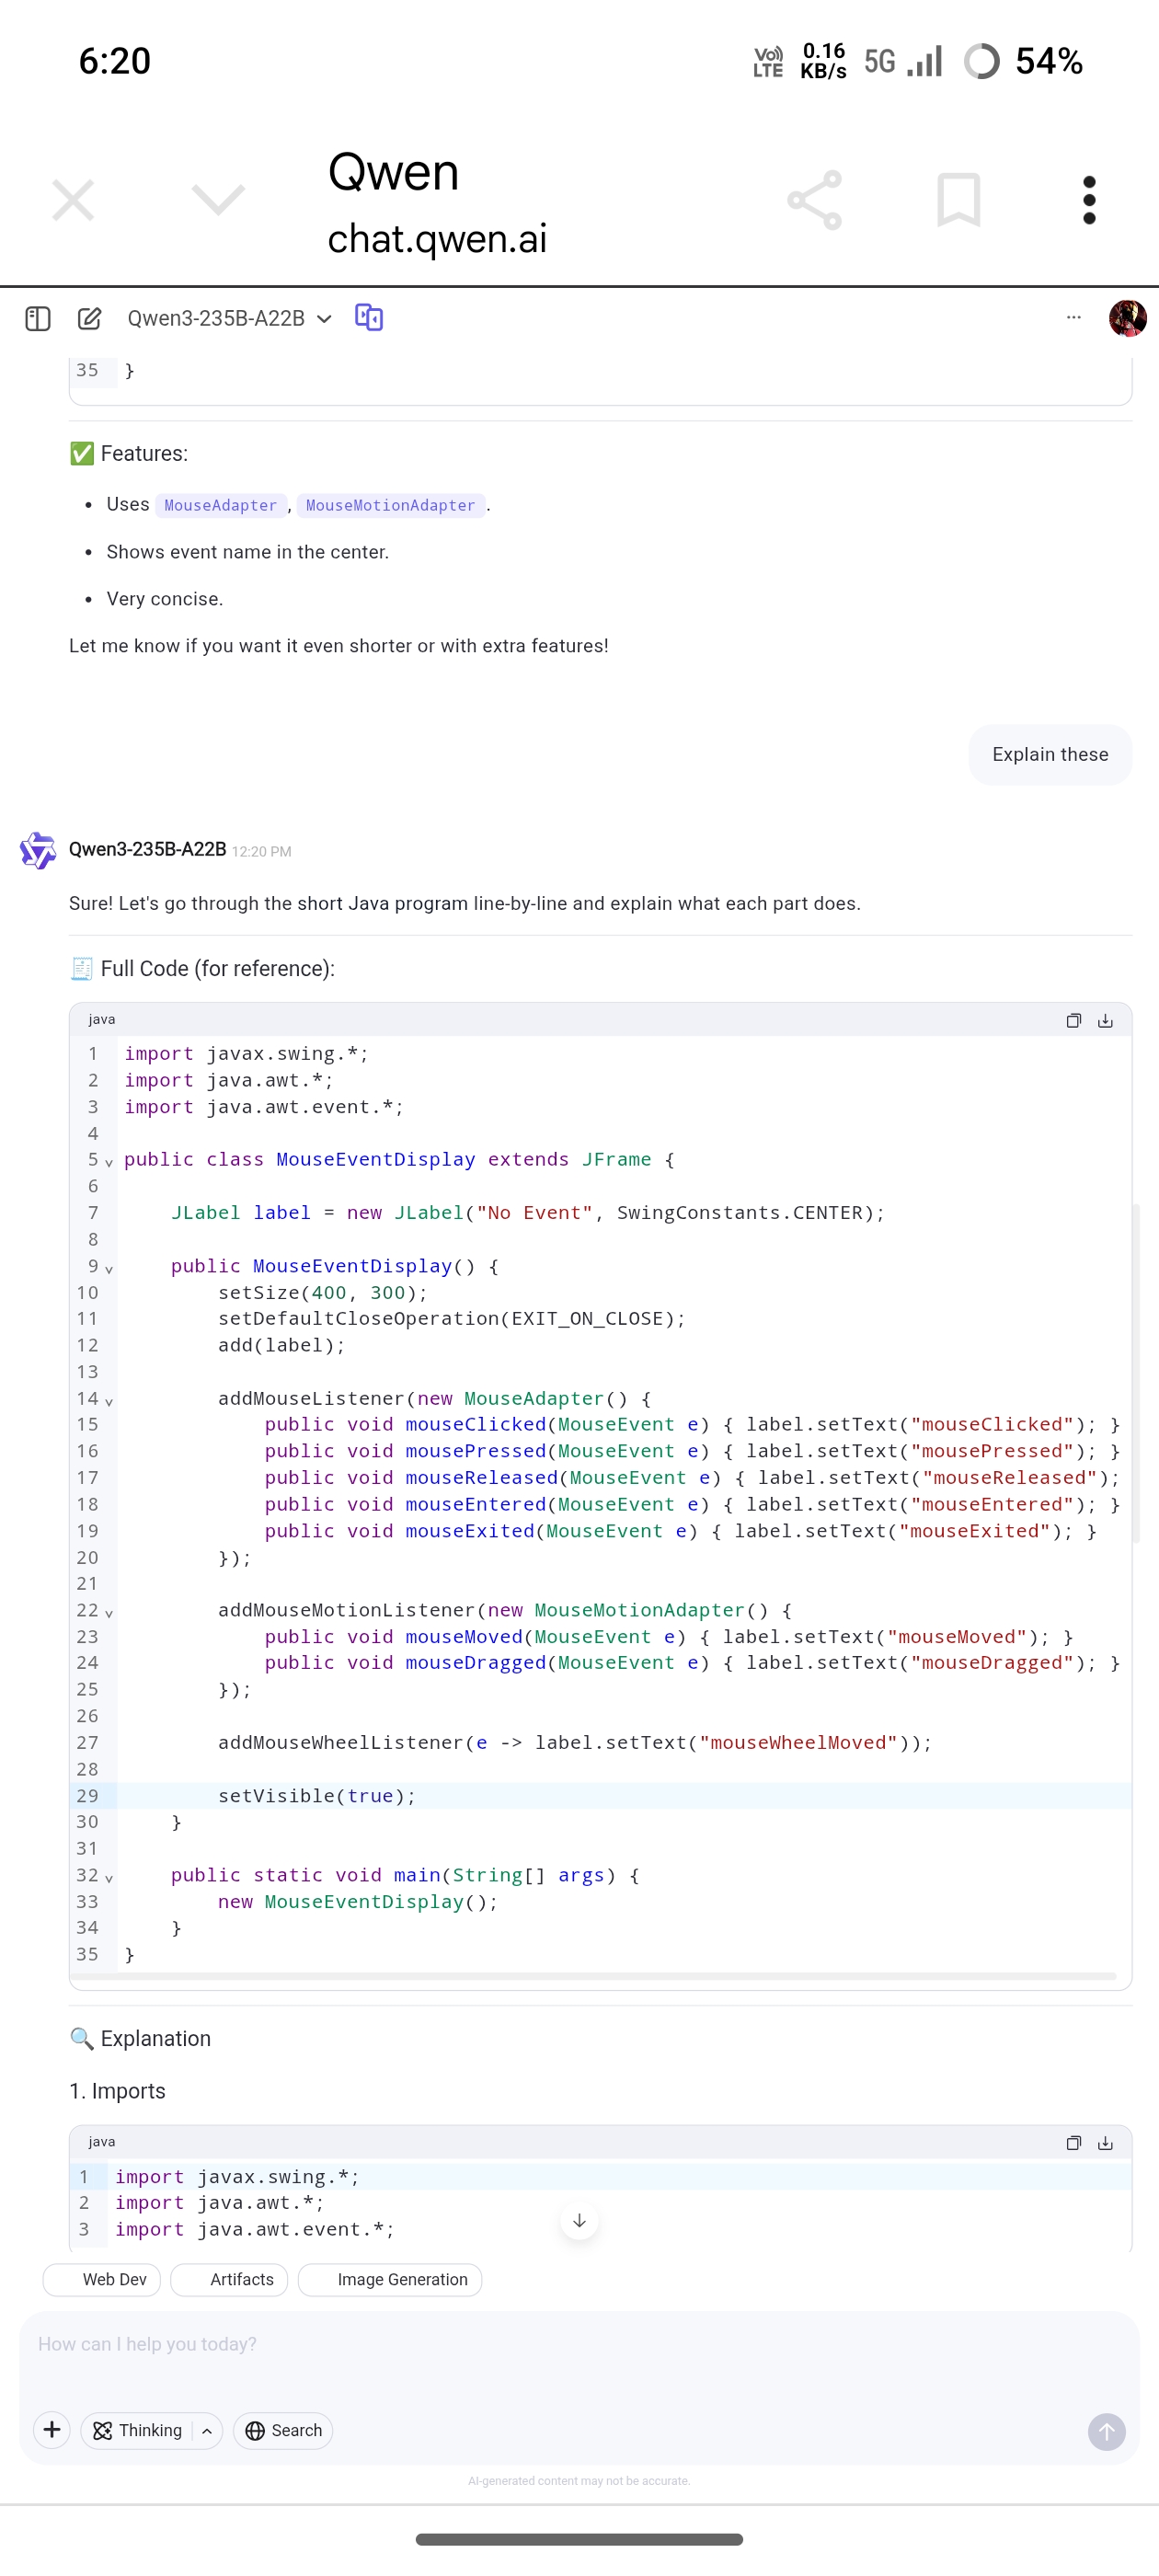 6:20
Vo)) LTE 0.16 KB/s 5G 54%
Qwen
chat.qwen.ai
Qwen3-235B-A22B
35 }
✅ Features:
• Uses MouseAdapter, MouseMotionAdapter.
• Shows event name in the center.
• Very concise.
Let me know if you want it even shorter or with extra features!
Explain these
Qwen3-235B-A22B 12:20 PM
Sure! Let's go through the short Java program line-by-line and explain what each part does.
🧾 Full Code (for reference):
java
1 import javax.swing.*;
2 import java.awt.*;
3 import java.awt.event.*;
4
5 public class MouseEventDisplay extends JFrame {
6
7     JLabel label = new JLabel("No Event", SwingConstants.CENTER);
8
9     public MouseEventDisplay() {
10         setSize(400, 300);
11         setDefaultCloseOperation(EXIT_ON_CLOSE);
12         add(label);
13
14         addMouseListener(new MouseAdapter() {
15             public void mouseClicked(MouseEvent e) { label.setText("mouseClicked"); }
16             public void mousePressed(MouseEvent e) { label.setText("mousePressed"); }
17             public void mouseReleased(MouseEvent e) { label.setText("mouseReleased");
18             public void mouseEntered(MouseEvent e) { label.setText("mouseEntered"); }
19             public void mouseExited(MouseEvent e) { label.setText("mouseExited"); }
20         });
21
22         addMouseMotionListener(new MouseMotionAdapter() {
23             public void mouseMoved(MouseEvent e) { label.setText("mouseMoved"); }
24             public void mouseDragged(MouseEvent e) { label.setText("mouseDragged"); }
25         });
26
27         addMouseWheelListener(e -> label.setText("mouseWheelMoved"));
28
29         setVisible(true);
30     }
31
32     public static void main(String[] args) {
33         new MouseEventDisplay();
34     }
35 }
🔍 Explanation
1. Imports
java
1 import javax.swing.*;
2 import java.awt.*;
3 import java.awt.event.*;
Web Dev Artifacts Image Generation
How can I help you today?
Thinking Search
AI-generated content may not be accurate.